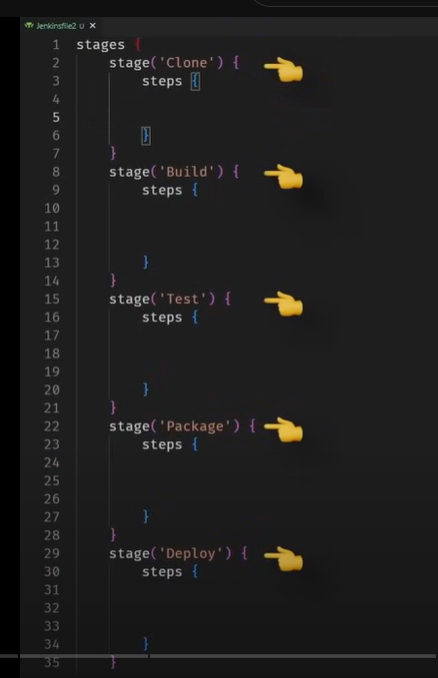 Jenkinsfile2 U ×
1 stages {
2 stage('Clone') {
3 steps {
4
5
6 }
7 }
8 stage('Build') {
9 steps {
10
11
12
13 }
14 }
15 stage('Test') {
16 steps {
17
18
19
20 }
21 }
22 stage('Package') {
23 steps {
24
25
26
27 }
28 }
29 stage('Deploy') {
30 steps {
31
32
33
34 }
35 }